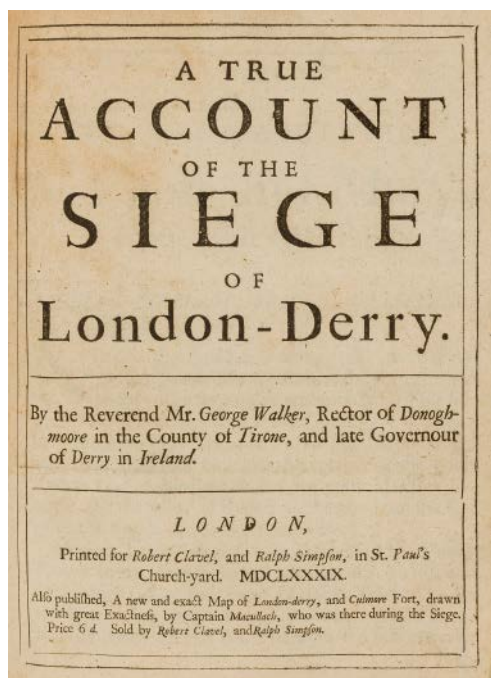 A TRUE
ACCOUNT
OF THE
SIEGE
OF
London-Derry.
By the Reverend Mr. George Walker, Rector of Donogh-
moore in the County of Tirone, and late Governour
of Derry in Ireland.
LONDON,
Printed for Robert Clavel, and Ralph Simpſon, in St. Paul's
Church-yard. MDCLXXXIX.
Alſo publiſhed, A new and exact Map of London-derry, and Culmore Fort, drawn
with great Exactneſs, by Captain Macullach, who was there during the Siege.
Price 6 d. Sold by Robert Clavel, and Ralph Simpſon.